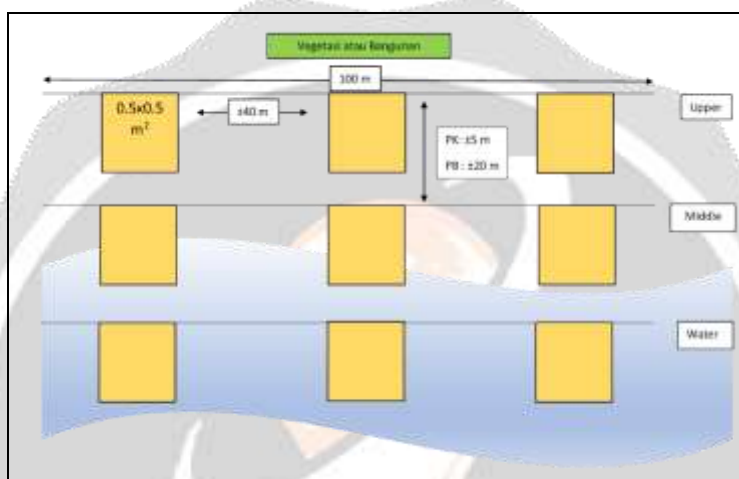 Vegetasi atau Bangunan
100 m
0.5x0.5
m²
±40 m
PK: ±5 m
PB : ±20 m
Upper
Middle
Water